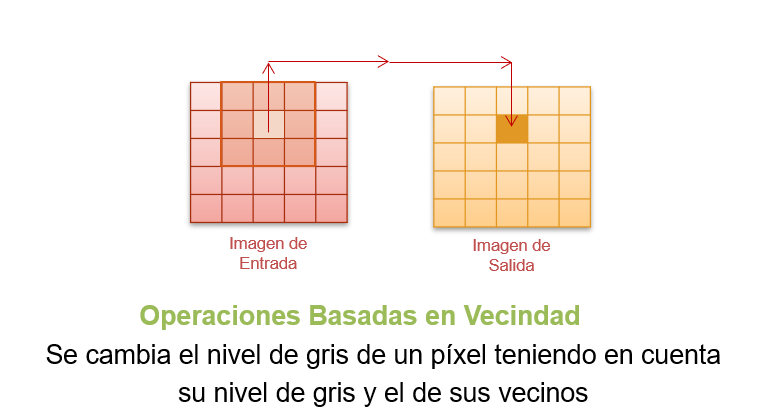 Imagen de
Entrada
Imagen de
Salida
Operaciones Basadas en Vecindad
Se cambia el nivel de gris de un píxel teniendo en cuenta
su nivel de gris y el de sus vecinos